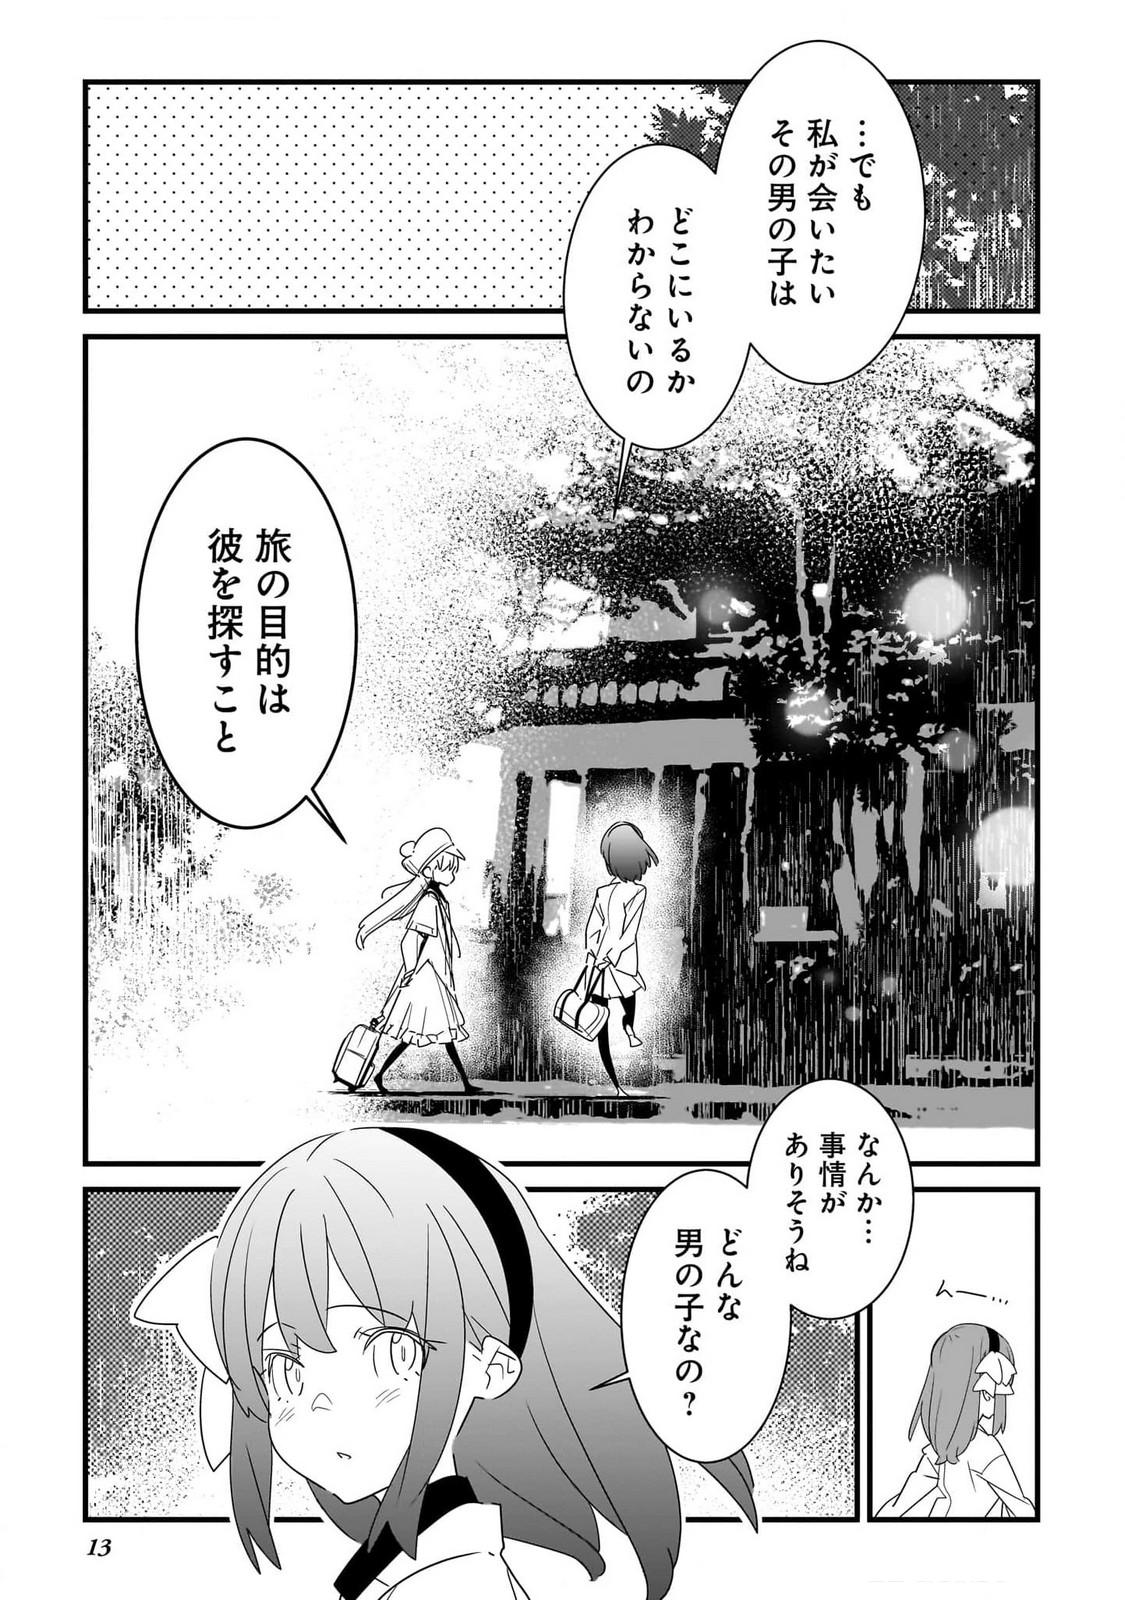 …でも
私が会いたい
その男の子は
どこにいるか
わからないの
旅の目的は
彼を探すこと
んー…
なんか…
事情が
ありそうね
どんな
男の子なの？
13